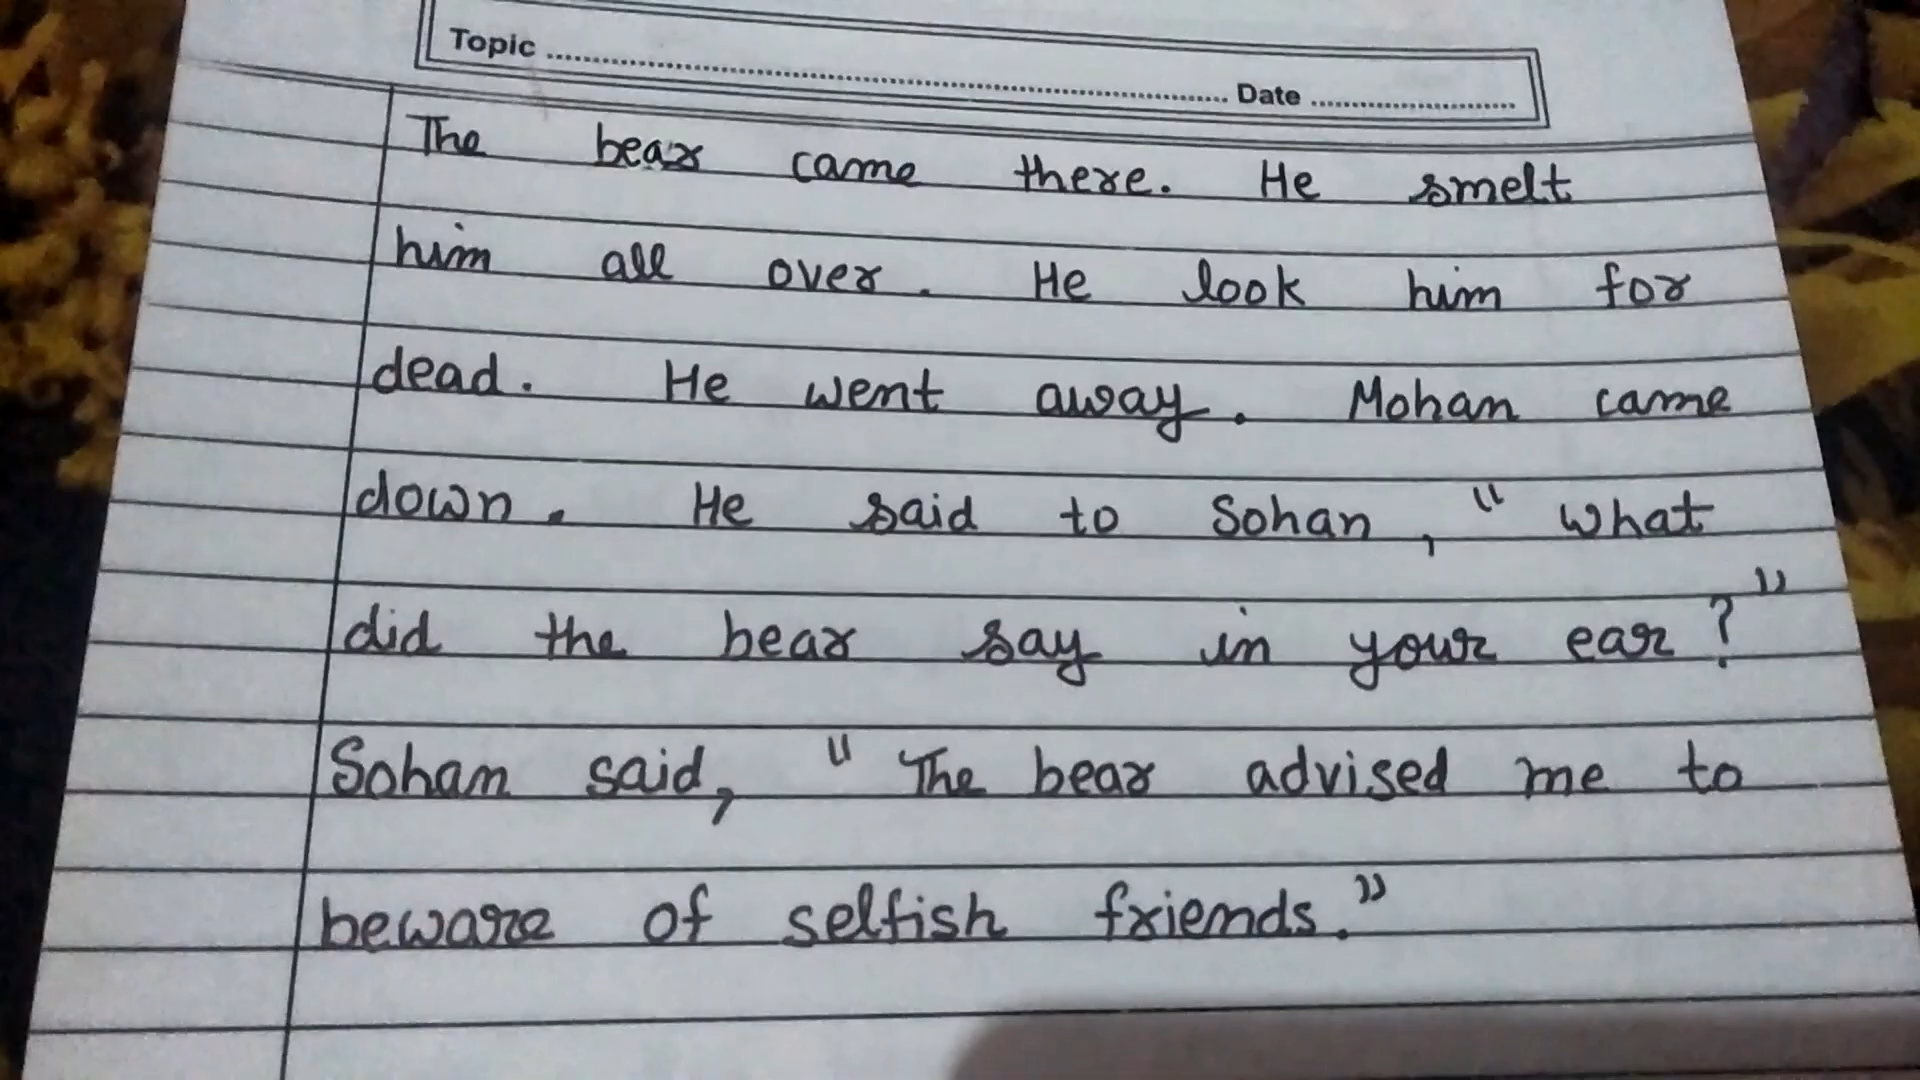 Topic ........ Date ........
The bear came there. He smelt
him all over. He look him for
dead. He went away. Mohan came
down. He said to Sohan, "what
did the bear say in your ear?"
Sohan said, "The bear advised me to
beware of selfish friends."